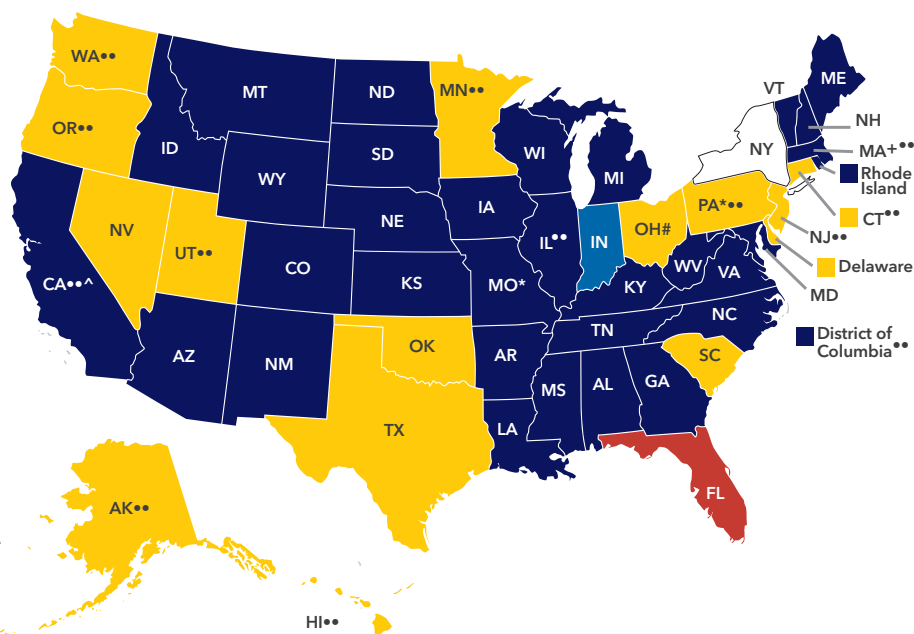 WA••
MT
ND
MN••
VT
ME
OR••
ID
SD
WI
NY
NH
MA+••
WY
MI
Rhode
Island
IA
PA*••
NE
CT••
NV
OH#
NJ••
UT••
IL••
IN
Delaware
CO
WV
VA
CA••^
KS
MO*
KY
MD
NC
TN
District of
Columbia••
OK
AZ
NM
AR
SC
MS
AL
GA
TX
LA
FL
AK••
HI••